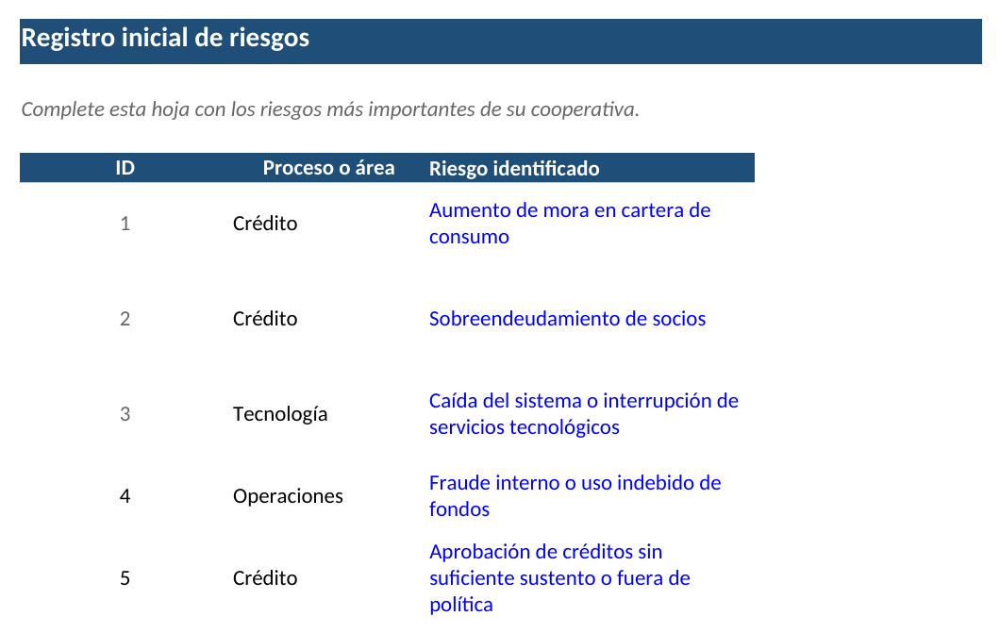 Registro inicial de riesgos
Complete esta hoja con los riesgos más importantes de su cooperativa.
ID Proceso o área Riesgo identificado
1 Crédito Aumento de mora en cartera de
consumo
2 Crédito Sobreendeudamiento de socios
3 Tecnología Caída del sistema o interrupción de
servicios tecnológicos
4 Operaciones Fraude interno o uso indebido de
fondos
5 Crédito Aprobación de créditos sin
suficiente sustento o fuera de
política